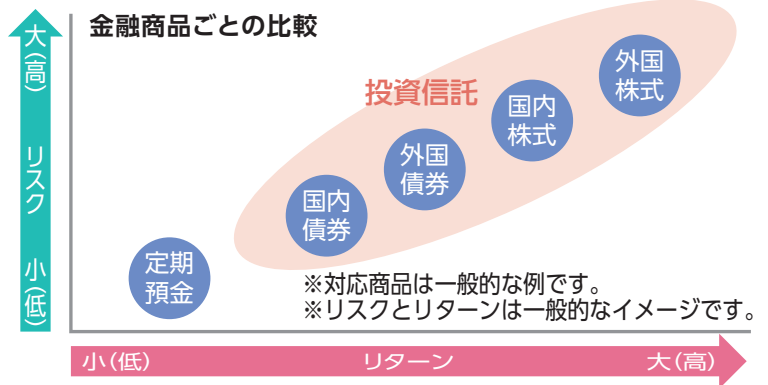 金融商品ごとの比較
大(高)
リスク
小(低)
投資信託
外国
株式
国内
株式
外国
債券
国内
債券
定期
預金
※対応商品は一般的な例です。
※リスクとリターンは一般的なイメージです。
小(低)
リターン
大(高)